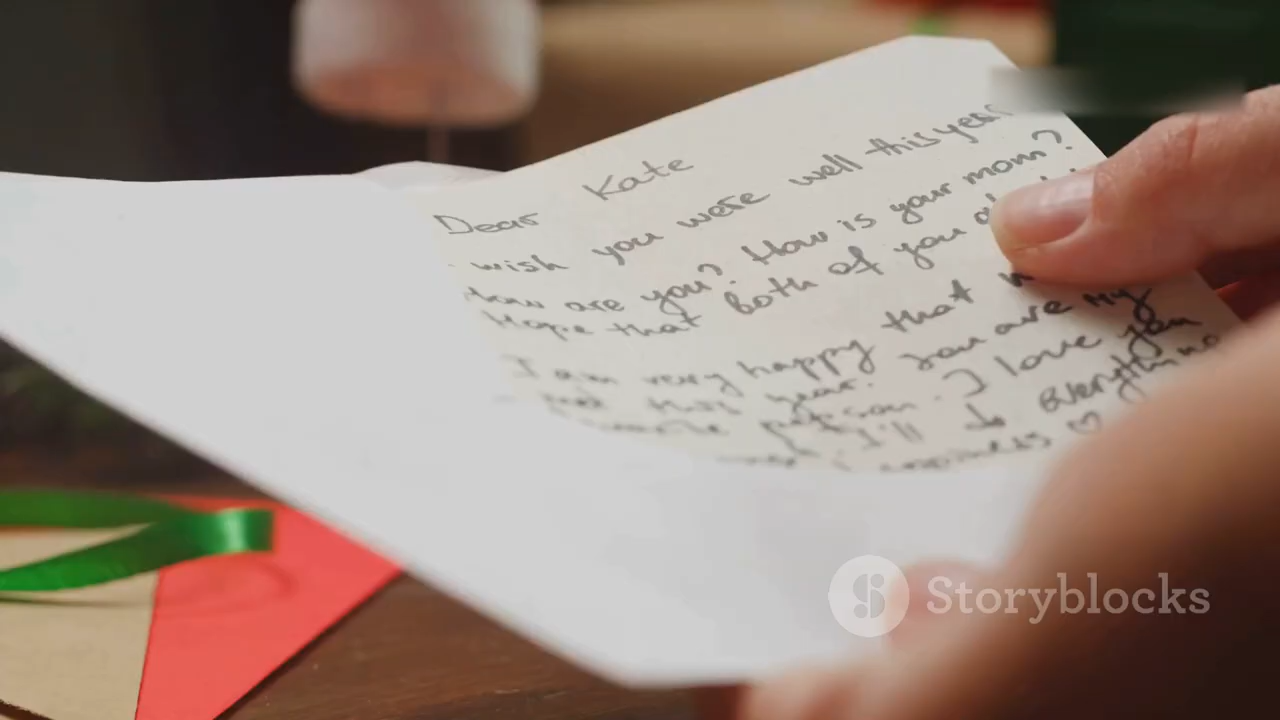 Dear Kate
wish you were well this year
How are you? How is your mom?
Hope that both of you
I am very happy that
this year. You are my
person. I love you
I'll do everything
happiness ♡
Storyblocks